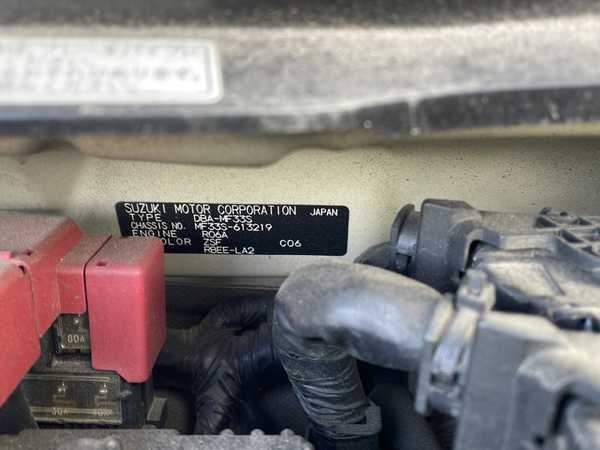 SUZUKI MOTOR CORPORATION JAPAN
TYPE DBA-MF33S
CHASSIS NO. MF33S-613219
ENGINE R06A
COLOR ZSF C06
RBEE-LA2
80A
30A